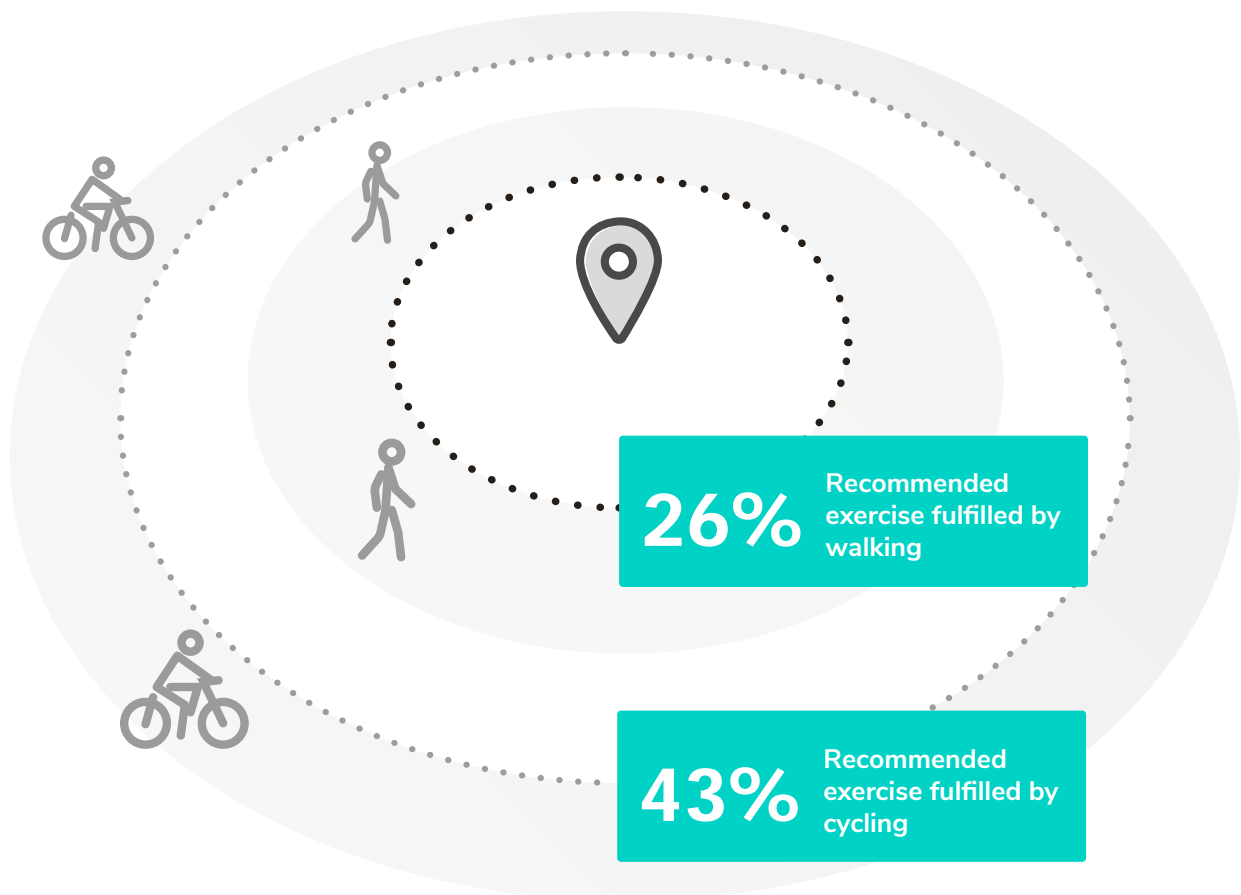 26%
Recommended
exercise fulfilled by
walking
43%
Recommended
exercise fulfilled by
cycling